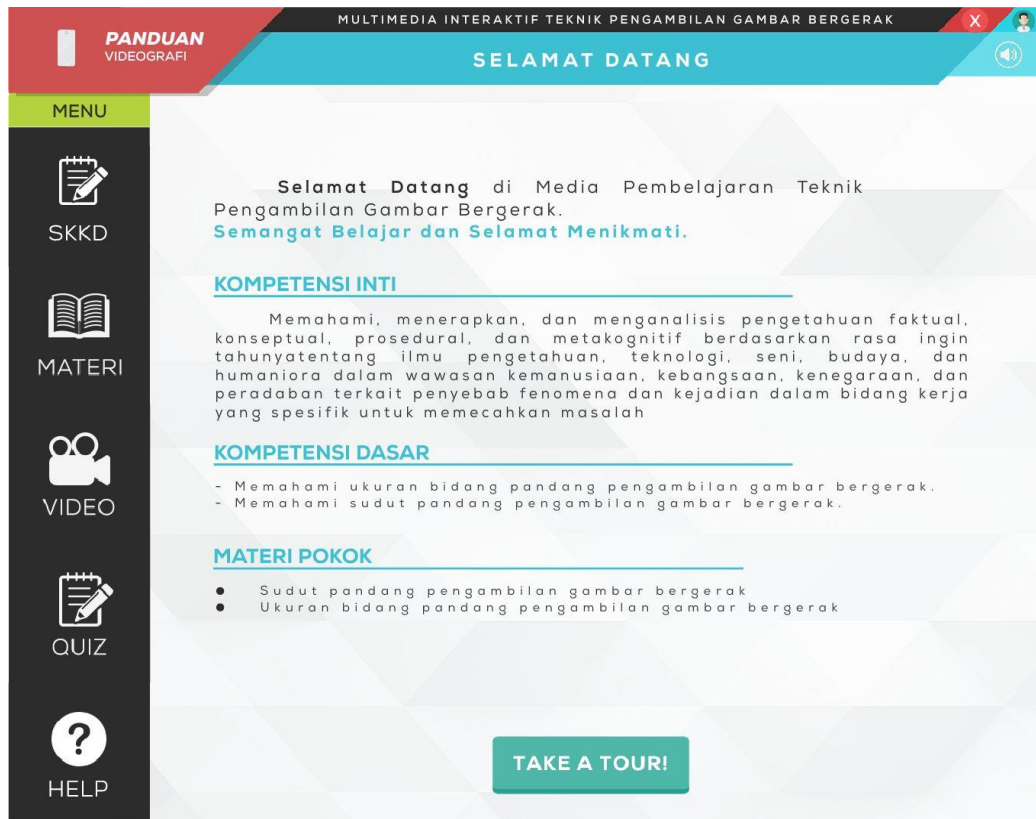 MULTIMEDIA INTERAKTIF TEKNIK PENGAMBILAN GAMBAR BERGERAK
X
PANDUAN
VIDEOGRAFI
SELAMAT DATANG
MENU
SKKD
MATERI
VIDEO
QUIZ
HELP
Selamat Datang di Media Pembelajaran Teknik
Pengambilan Gambar Bergerak.
Semangat Belajar dan Selamat Menikmati.
KOMPETENSI INTI
Memahami, menerapkan, dan menganalisis pengetahuan faktual,
konseptual, prosedural, dan metakognitif berdasarkan rasa ingin
tahunyatentang ilmu pengetahuan, teknologi, seni, budaya, dan
humaniora dalam wawasan kemanusiaan, kebangsaan, kenegaraan, dan
peradaban terkait penyebab fenomena dan kejadian dalam bidang kerja
yang spesifik untuk memecahkan masalah
KOMPETENSI DASAR
- Memahami ukuran bidang pandang pengambilan gambar bergerak.
- Memahami sudut pandang pengambilan gambar bergerak.
MATERI POKOK
● Sudut pandang pengambilan gambar bergerak
● Ukuran bidang pandang pengambilan gambar bergerak
TAKE A TOUR!